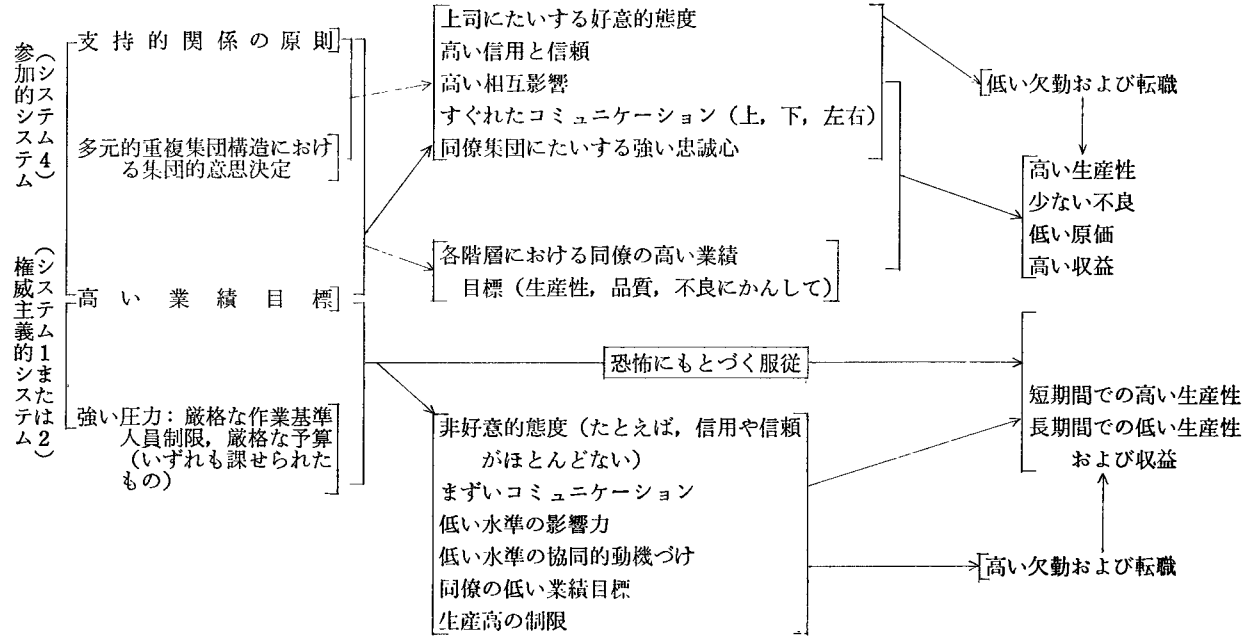 参加的システム
（システム4）
支持的関係の原則
多元的重複集団構造におけ
る集団的意思決定
高い業績目標
権威主義的システム
（システム1または2）
強い圧力：厳格な作業基準
人員制限，厳格な予算
（いずれも課せられた
もの）
上司にたいする好意的態度
高い信用と信頼
高い相互影響
すぐれたコミュニケーション（上，下，左右）
同僚集団にたいする強い忠誠心
各階層における同僚の高い業績
目標（生産性，品質，不良にかんして）
恐怖にもとづく服従
非好意的態度（たとえば，信用や信頼
がほとんどない）
まずいコミュニケーション
低い水準の影響力
低い水準の協同的動機づけ
同僚の低い業績目標
生産高の制限
低い欠勤および転職
高い生産性
少ない不良
低い原価
高い収益
短期間での高い生産性
長期間での低い生産性
および収益
高い欠勤および転職